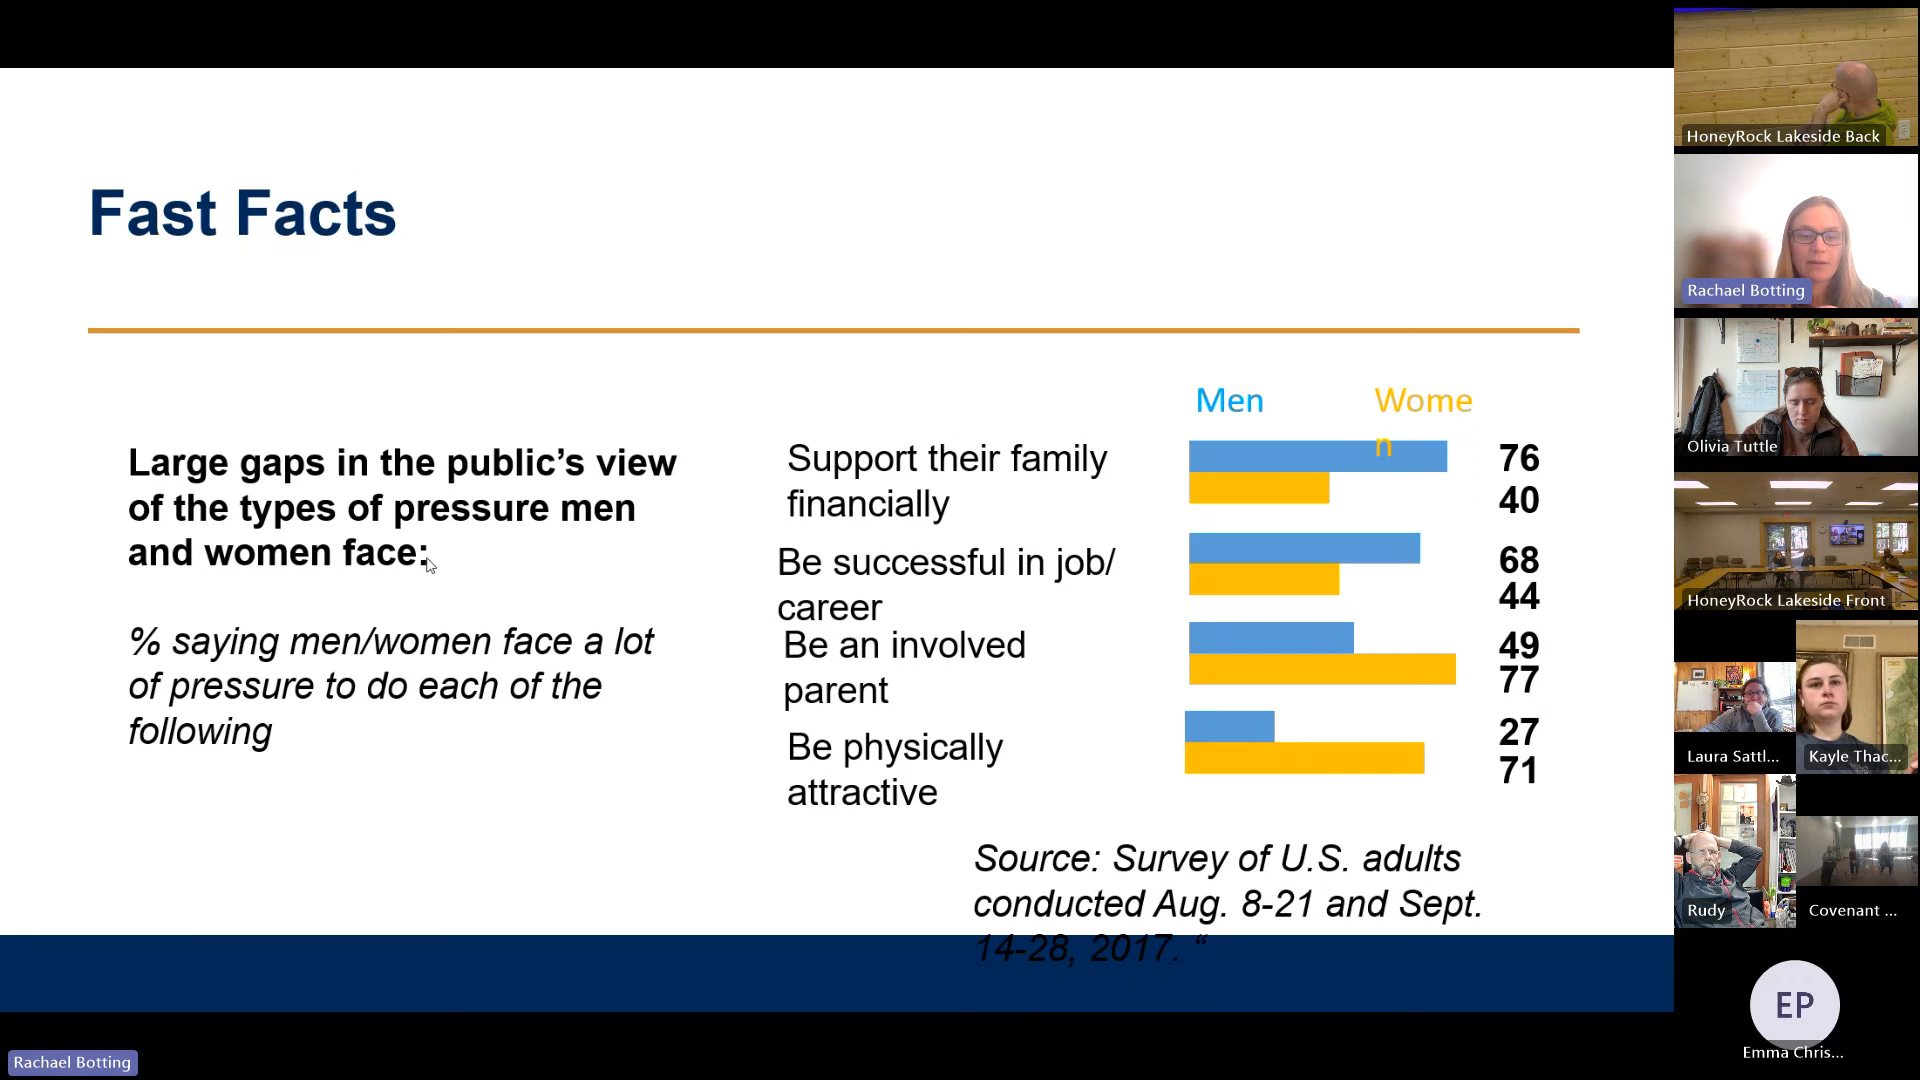 Fast Facts
Large gaps in the public’s view
of the types of pressure men
and women face:
% saying men/women face a lot
of pressure to do each of the
following
Men
Wome
n
Support their family
financially
76
40
Be successful in job/
career
68
44
Be an involved
parent
49
77
Be physically
attractive
27
71
Source: Survey of U.S. adults
conducted Aug. 8-21 and Sept.
14-28, 2017. “
Rachael Botting
HoneyRock Lakeside Back
Rachael Botting
Olivia Tuttle
HoneyRock Lakeside Front
Laura Sattl...
Kayle Thac...
Rudy
Covenant ...
EP
Emma Chris...